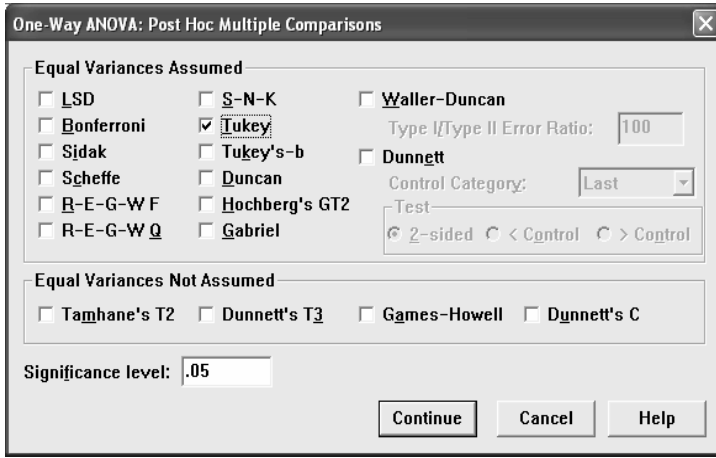 One-Way ANOVA: Post Hoc Multiple Comparisons
Equal Variances Assumed
LSD S-N-K Waller-Duncan
Bonferroni Tukey Type I/Type II Error Ratio: 100
Sidak Tukey's-b Dunnett
Scheffe Duncan Control Category: Last
R-E-G-W F Hochberg's GT2 Test
R-E-G-W Q Gabriel 2-sided < Control > Control
Equal Variances Not Assumed
Tamhane's T2 Dunnett's T3 Games-Howell Dunnett's C
Significance level: .05
Continue Cancel Help